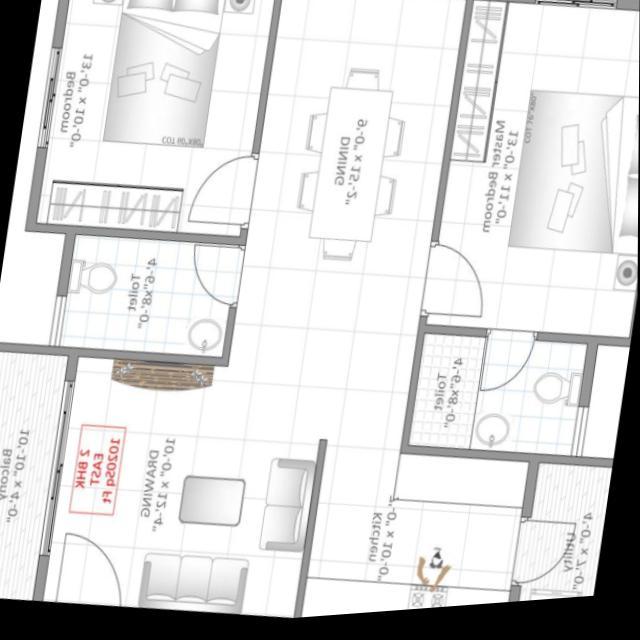 Bedroom
13'-0" x 10'-0"
DINING
9'-0" x 15'-2"
Master Bedroom
13'-0" x 11'-0"
Toilet
4'-6"x8'-0"
Toilet
4'-6"x8'-0"
1020Sq Ft
EAST
2 BHK
DRAWING
10'-0" x 12'-4"
Balcony
10'-10" x 4'-0"
Kitchen
'-0" x 10'-0"
Utility
4'-0" x 7'-0"